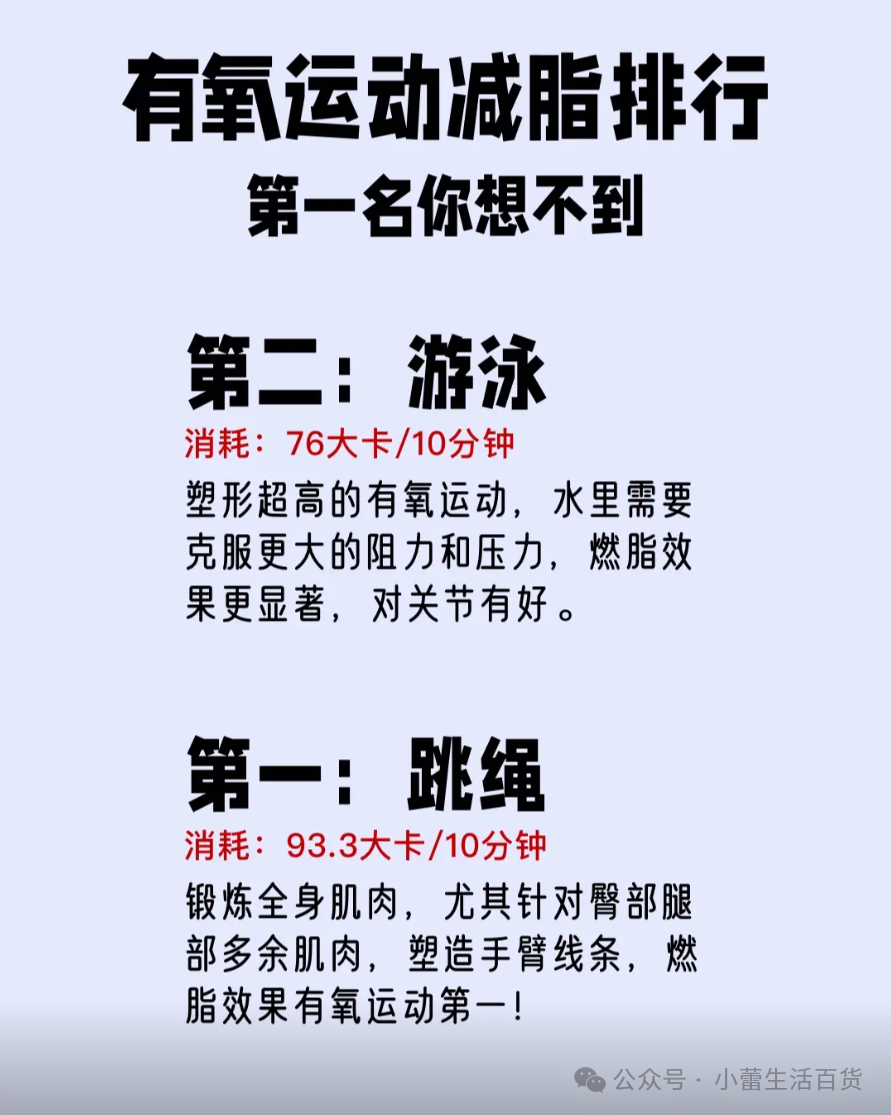 有氧运动减脂排行
第一名你想不到
第二：游泳
消耗：76大卡/10分钟
塑形超高的有氧运动，水里需要
克服更大的阻力和压力，燃脂效
果更显著，对关节有好。
第一：跳绳
消耗：93.3大卡/10分钟
锻炼全身肌肉，尤其针对臀部腿
部多余肌肉，塑造手臂线条，燃
脂效果有氧运动第一！
公众号 · 小蕾生活百货